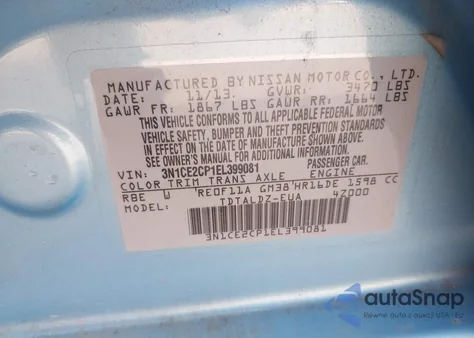 MANUFACTURED BY NISSAN MOTOR CO., LTD.
DATE: 11/13. GVWR: 3470 LBS
GAWR FR: 1867 LBS GAWR RR: 1664 LBS
THIS VEHICLE CONFORMS TO ALL APPLICABLE FEDERAL MOTOR
VEHICLE SAFETY, BUMPER AND THEFT PREVENTION STANDARDS
IN EFFECT ON THE DATE OF MANUFACTURE SHOWN ABOVE.
SEE OWNER'S MANUAL FOR ADDITIONAL INFORMATION.
VIN: 3N1CE2CP1EL399081 PASSENGER CAR.
COLOR TRIM TRANS AXLE ENGINE
RBE W RE0F11A GM38 HR16DE 1598 CC
MODEL: TDTALDZ-EUA 4Z000
3N1CE2CP1EL399081
autoSnap